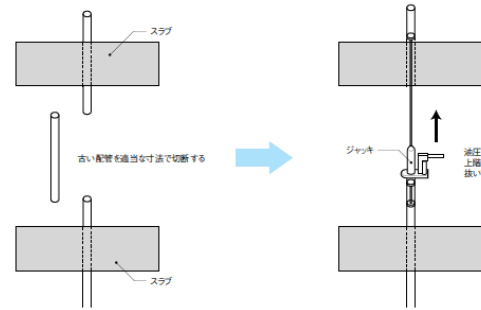 スラブ
古い配管を適当な寸法で切断する
スラブ
ジャッキ
油圧
上階
抜い